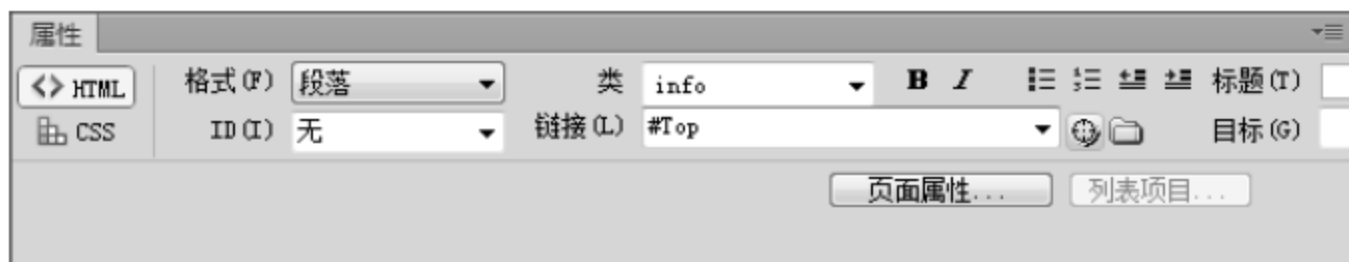 属性
<> HTML 格式(F) 段落 类 info B I 标题(T)
CSS ID(I) 无 链接(L) #Top 目标(G)
页面属性... 列表项目...